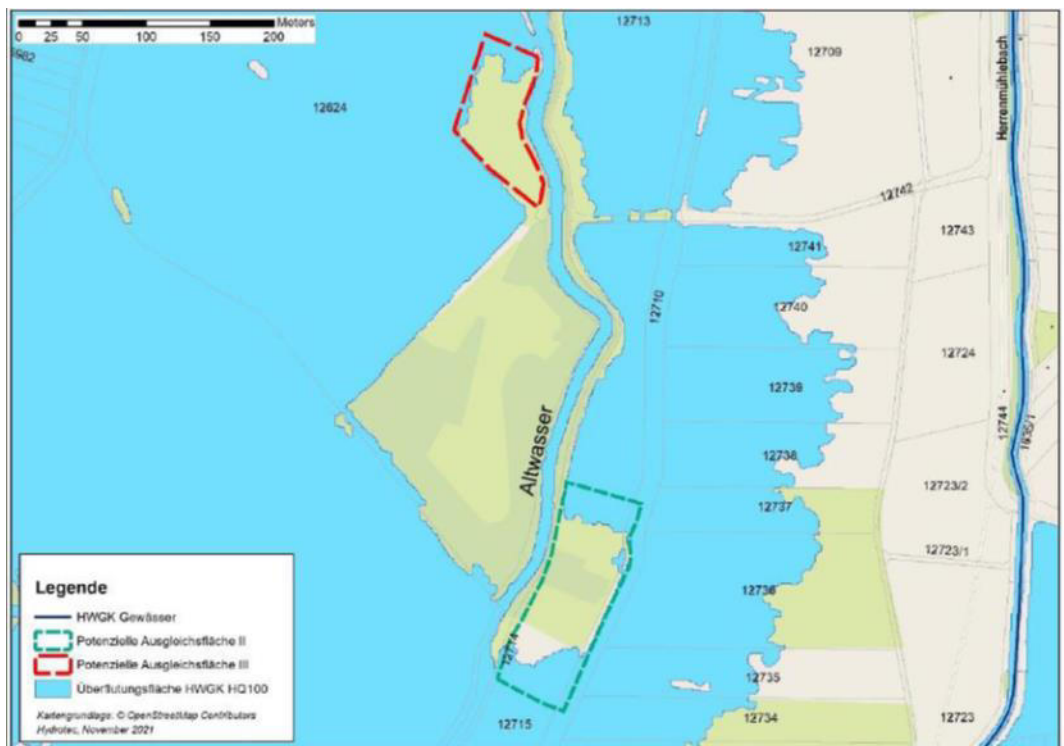 Meters
0 25 50 100 150 200
12713
12709
12624
Herrenmühlebach
12742
12743
12741
12740
12710
12724
12739
Altwasser
12738
12744
12723/2
12737
12723/1
12736
12714
12735
12734
12723
12715
Legende
HWGK Gewässer
Potenzielle Ausgleichsfläche II
Potenzielle Ausgleichsfläche III
Überflutungsfläche HWGK HQ100
Kartengrundlage: © OpenStreetMap Contributors
Hydrotec, November 2021